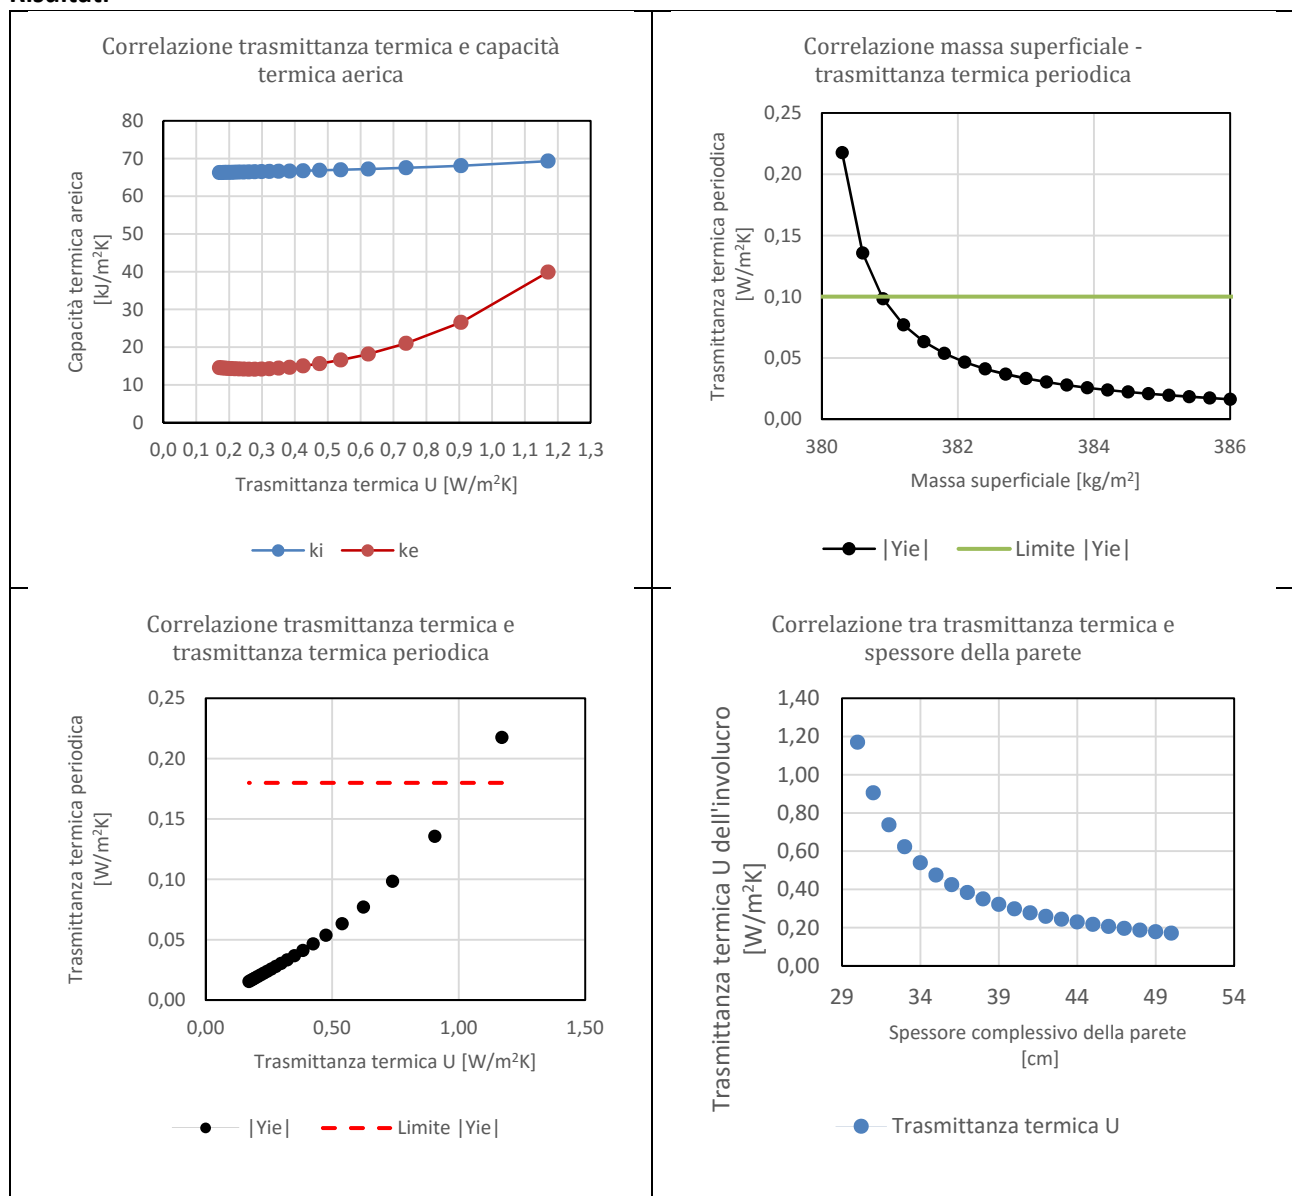 Risultati
Correlazione trasmittanza termica e capacità
termica aerica
80
70
60
50
40
30
20
10
0
Capacità termica areica
[kJ/m²K]
0,0 0,1 0,2 0,3 0,4 0,5 0,6 0,7 0,8 0,9 1,0 1,1 1,2 1,3
Trasmittanza termica U [W/m²K]
ki ke
Correlazione massa superficiale -
trasmittanza termica periodica
0,25
0,20
0,15
0,10
0,05
0,00
Trasmittanza termica periodica
[W/m²K]
380 382 384 386
Massa superficiale [kg/m²]
|Yie| Limite |Yie|
Correlazione trasmittanza termica e
trasmittanza termica periodica
0,25
0,20
0,15
0,10
0,05
0,00
Trasmittanza termica periodica
[W/m²K]
0,00 0,50 1,00 1,50
Trasmittanza termica U [W/m²K]
|Yie| Limite |Yie|
Correlazione tra trasmittanza termica e
spessore della parete
1,40
1,20
1,00
0,80
0,60
0,40
0,20
0,00
Trasmittanza termica U dell'involucro
[W/m²K]
29 34 39 44 49 54
Spessore complessivo della parete
[cm]
Trasmittanza termica U